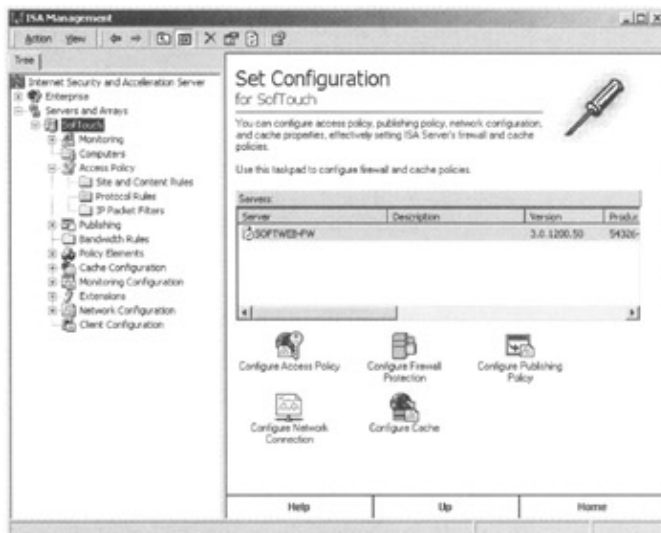 ISA Management
Action View
Tree
Internet Security and Acceleration Server
Enterprise
Servers and Arrays
SofTouch
Monitoring
Computers
Access Policy
Site and Content Rules
Protocol Rules
IP Packet Filters
Publishing
Bandwidth Rules
Policy Elements
Cache Configuration
Monitoring Configuration
Extensions
Network Configuration
Client Configuration
Set Configuration
for SofTouch
You can configure access policy, publishing policy, network configuration,
and cache properties, effectively setting ISA Server's firewall and cache
policies.
Use this taskpad to configure firewall and cache policies.
Servers:
Server Description Version Produc
SOFTWEB-FW 3.0.1200.50 54326-
Configure Access Policy
Configure Firewall
Protection
Configure Publishing
Policy
Configure Network
Connection
Configure Cache
Help Up Home